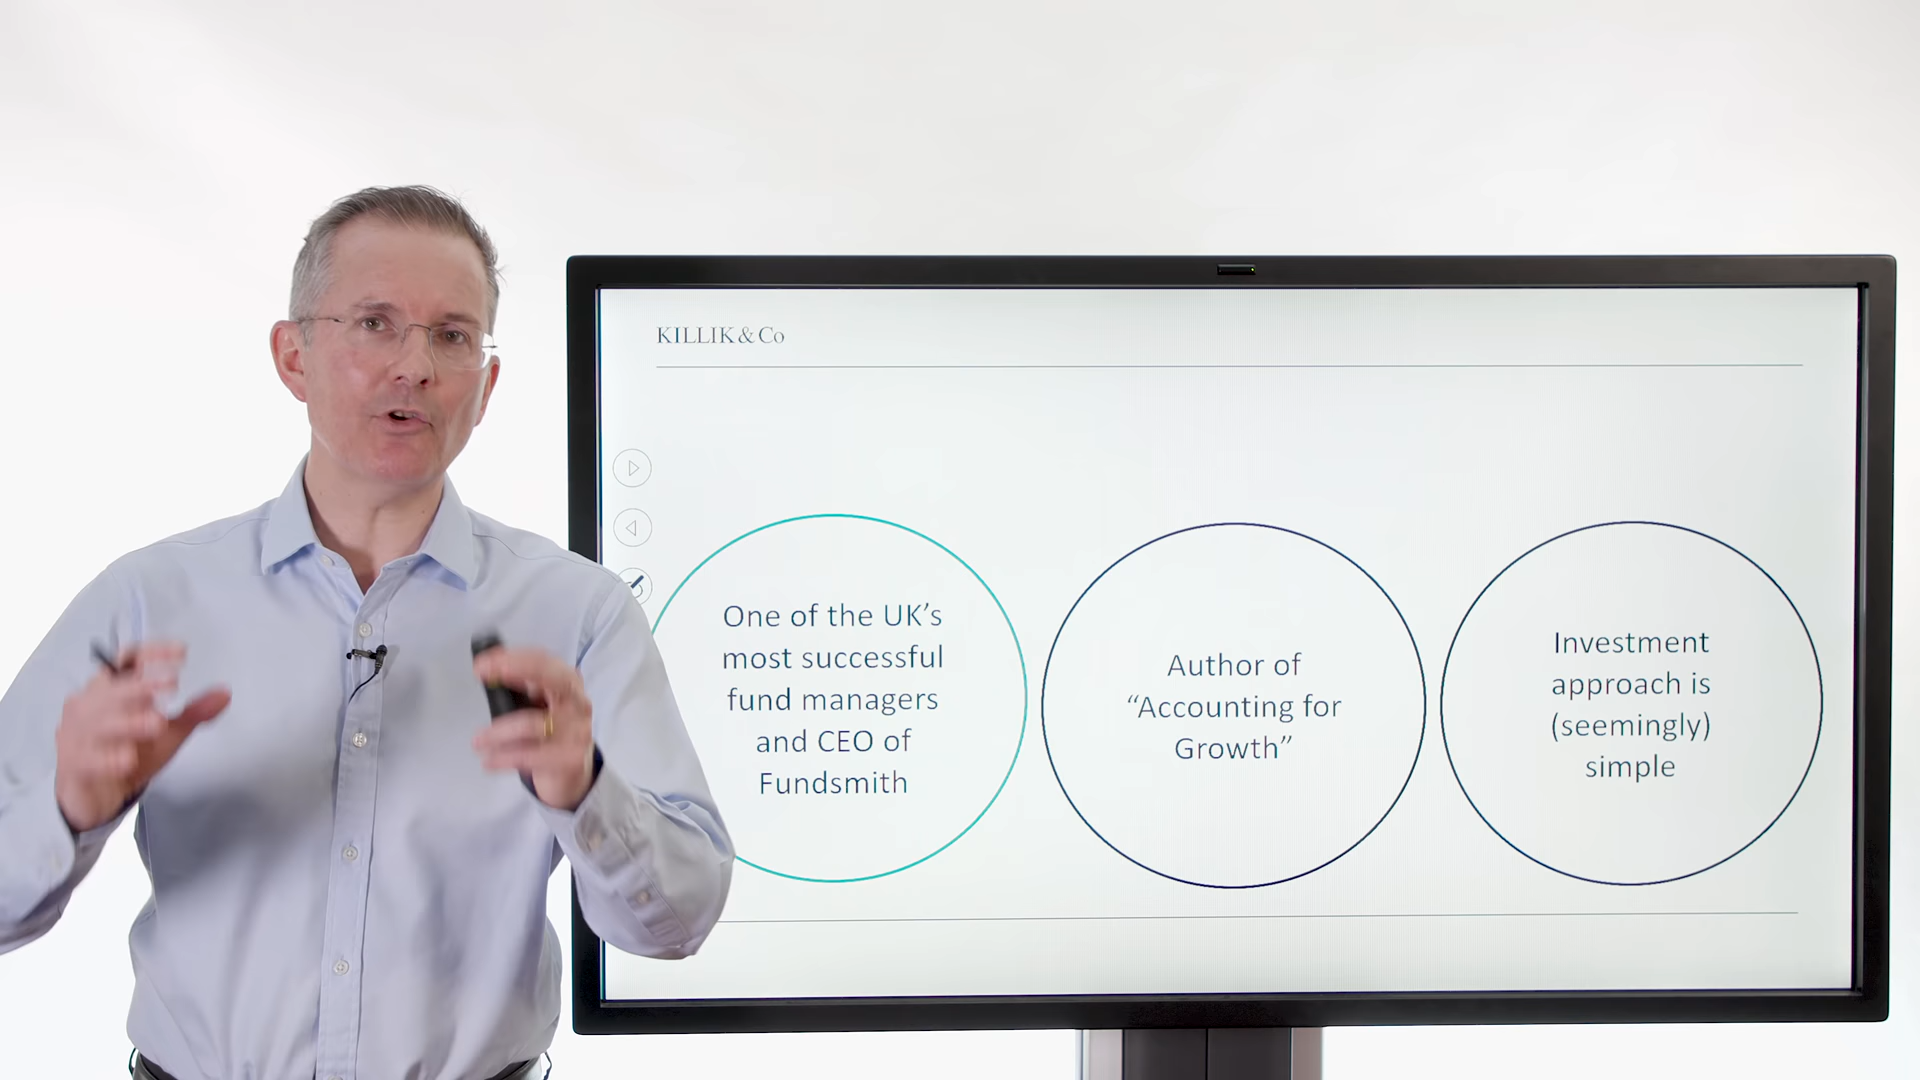 KILLIK & Co
One of the UK's
most successful
fund managers
and CEO of
Fundsmith
Author of
“Accounting for
Growth”
Investment
approach is
(seemingly)
simple